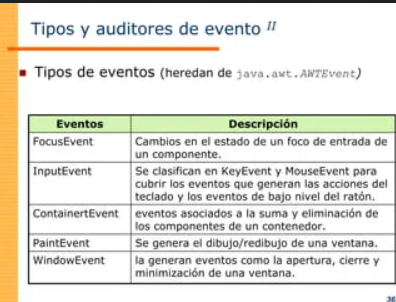 Tipos y auditores de evento II
Tipos de eventos (heredan de java.awt.AWTEvent)
Eventos Descripción
FocusEvent Cambios en el estado de un foco de entrada de
un componente.
InputEvent Se clasifican en KeyEvent y MouseEvent para
cubrir los eventos que generan las acciones del
teclado y los eventos de bajo nivel del ratón.
ContainertEvent eventos asociados a la suma y eliminación de
los componentes de un contenedor.
PaintEvent Se genera el dibujo/redibujo de una ventana.
WindowEvent la generan eventos como la apertura, cierre y
minimización de una ventana.
36